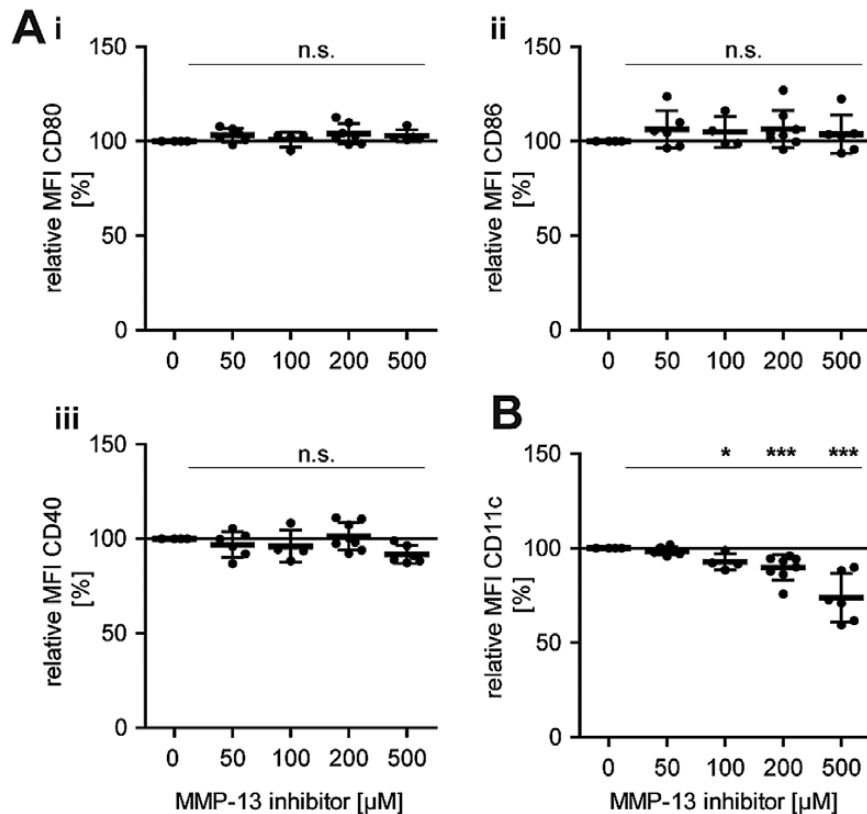 A i
150
n.s.
100
50
0
relative MFI CD80
[%]
0 50 100 200 500
ii
150
n.s.
100
50
0
relative MFI CD86
[%]
0 50 100 200 500
iii
150
n.s.
100
50
0
relative MFI CD40
[%]
0 50 100 200 500
MMP-13 inhibitor [µM]
B
150
* *** ***
100
50
0
relative MFI CD11c
[%]
0 50 100 200 500
MMP-13 inhibitor [µM]